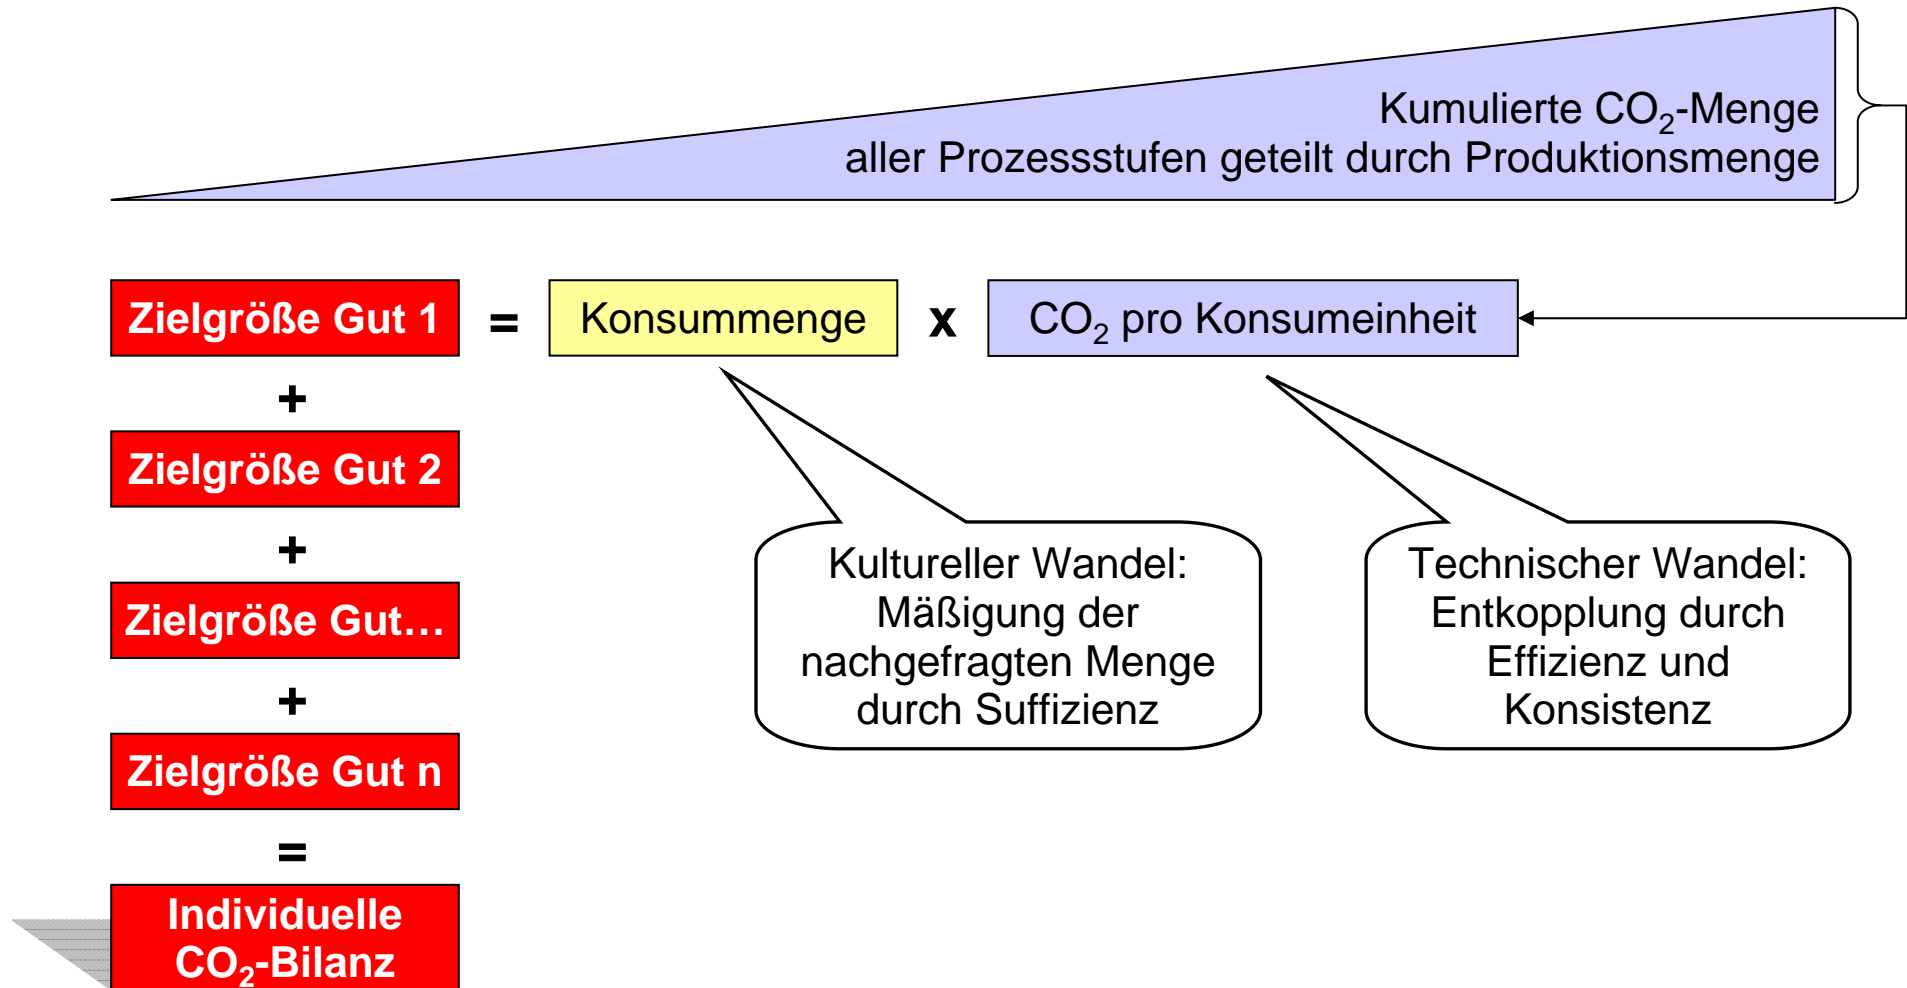 Kumulierte CO₂-Menge
aller Prozessstufen geteilt durch Produktionsmenge
Zielgröße Gut 1 = Konsummenge x CO₂ pro Konsumeinheit
+
Zielgröße Gut 2
+
Zielgröße Gut...
+
Zielgröße Gut n
=
Individuelle
CO₂-Bilanz
Kultureller Wandel:
Mäßigung der
nachgefragten Menge
durch Suffizienz
Technischer Wandel:
Entkopplung durch
Effizienz und
Konsistenz